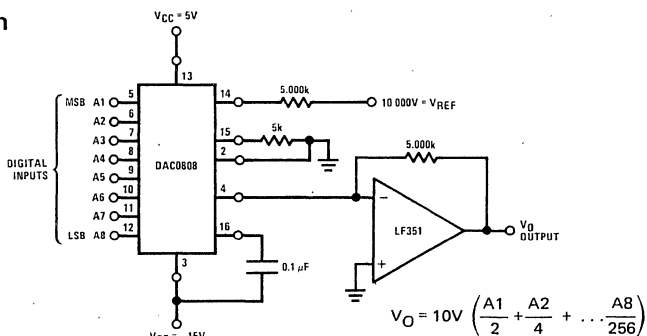 n
VCC = 5V
13
MSB A1 5
A2 6
A3 7
A4 8
A5 9
A6 10
A7 11
LSB A8 12
DIGITAL
INPUTS
DAC0808
14 5.000k 10 000V = VREF
15 5k
2
4
16
5.000k
0.1 µF
3
− LF351 +
VO
OUTPUT
VO = 10V (A1/2 + A2/4 + ... A8/256)